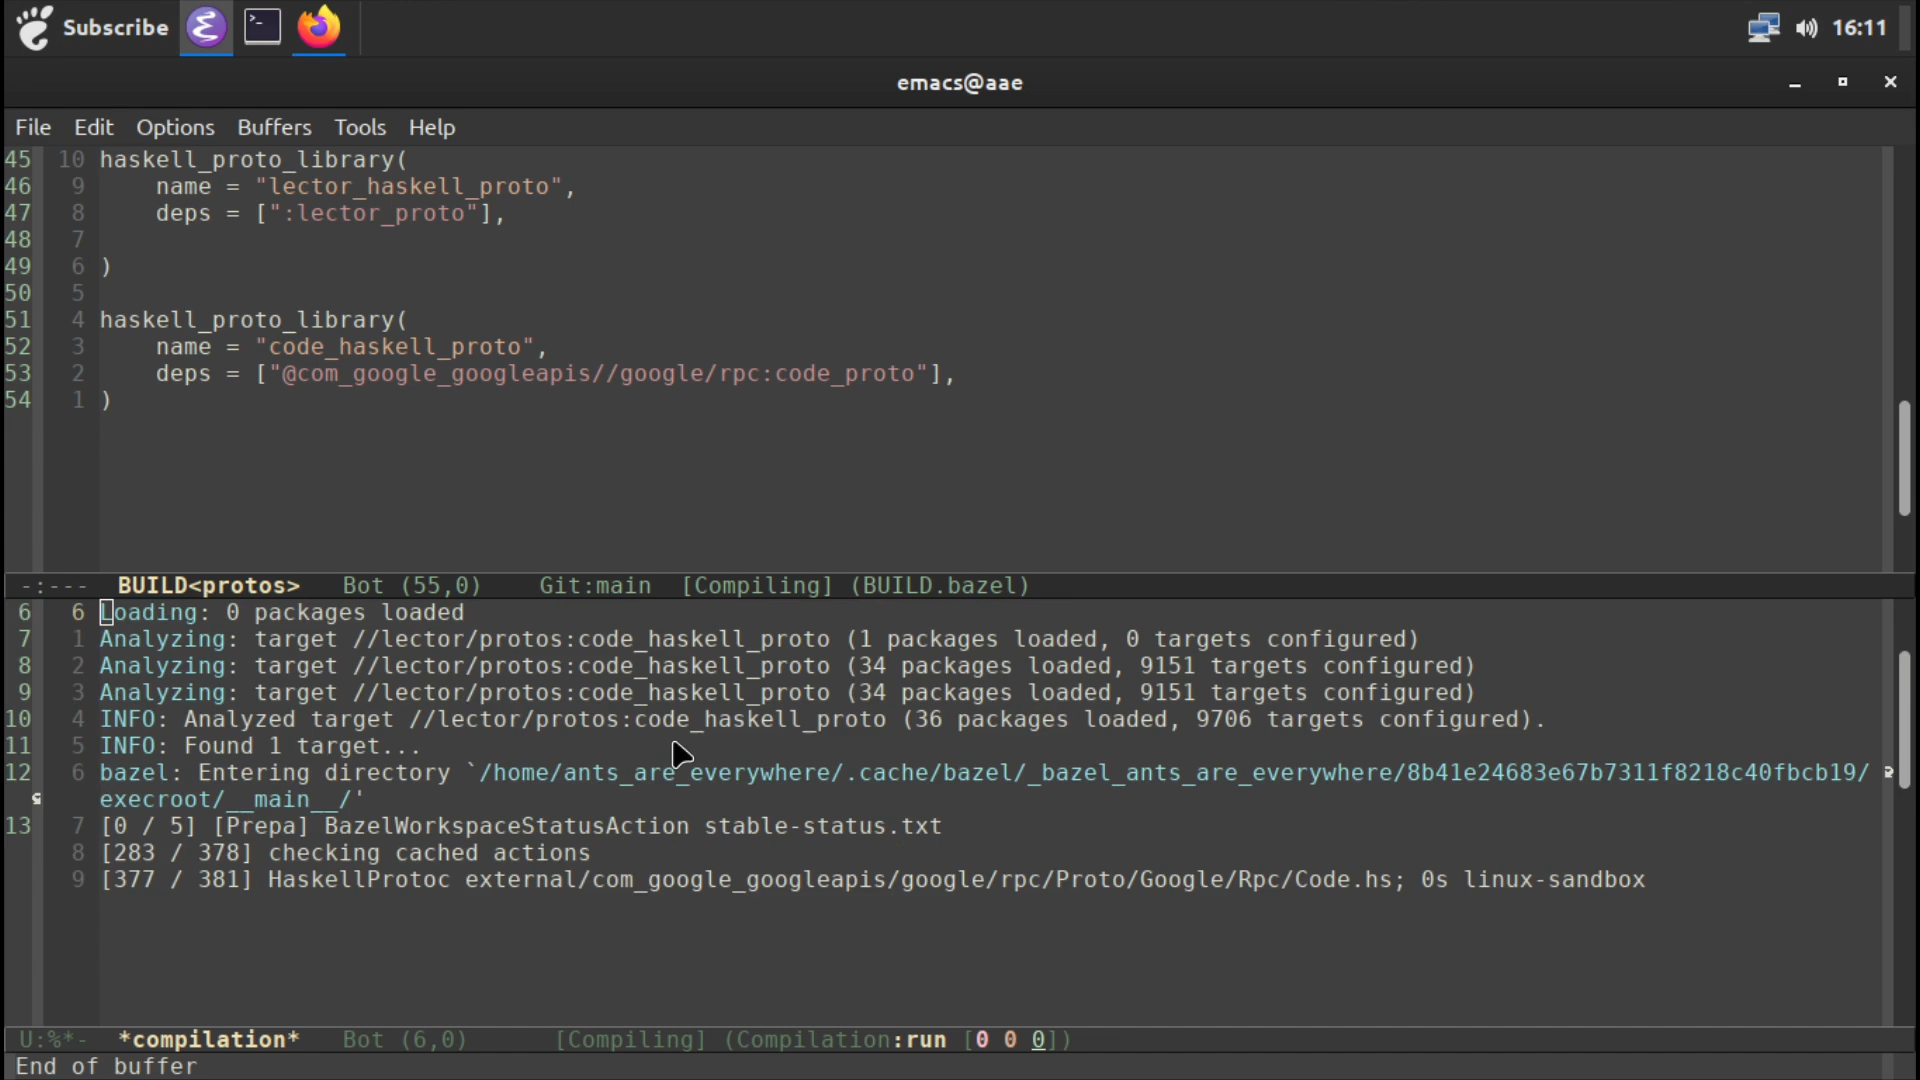 Subscribe 16:11
emacs@aae
File Edit Options Buffers Tools Help
45 10 haskell_proto_library(
46 9 name = "lector_haskell_proto",
47 8 deps = [":lector_proto"],
48 7
49 6 )
50 5
51 4 haskell_proto_library(
52 3 name = "code_haskell_proto",
53 2 deps = ["@com_google_googleapis//google/rpc:code_proto"],
54 1 )
-:--- BUILD<protos> Bot (55,0) Git:main [Compiling] (BUILD.bazel)
6 6 Loading: 0 packages loaded
7 1 Analyzing: target //lector/protos:code_haskell_proto (1 packages loaded, 0 targets configured)
8 2 Analyzing: target //lector/protos:code_haskell_proto (34 packages loaded, 9151 targets configured)
9 3 Analyzing: target //lector/protos:code_haskell_proto (34 packages loaded, 9151 targets configured)
10 4 INFO: Analyzed target //lector/protos:code_haskell_proto (36 packages loaded, 9706 targets configured).
11 5 INFO: Found 1 target...
12 6 bazel: Entering directory `/home/ants_are_everywhere/.cache/bazel/_bazel_ants_are_everywhere/8b41e24683e67b7311f8218c40fbcb19/
execroot/__main__/'
13 7 [0 / 5] [Prepa] BazelWorkspaceStatusAction stable-status.txt
8 [283 / 378] checking cached actions
9 [377 / 381] HaskellProtoc external/com_google_googleapis/google/rpc/Proto/Google/Rpc/Code.hs; 0s linux-sandbox
U:%*- *compilation* Bot (6,0) [Compiling] (Compilation:run [0 0 0])
End of buffer